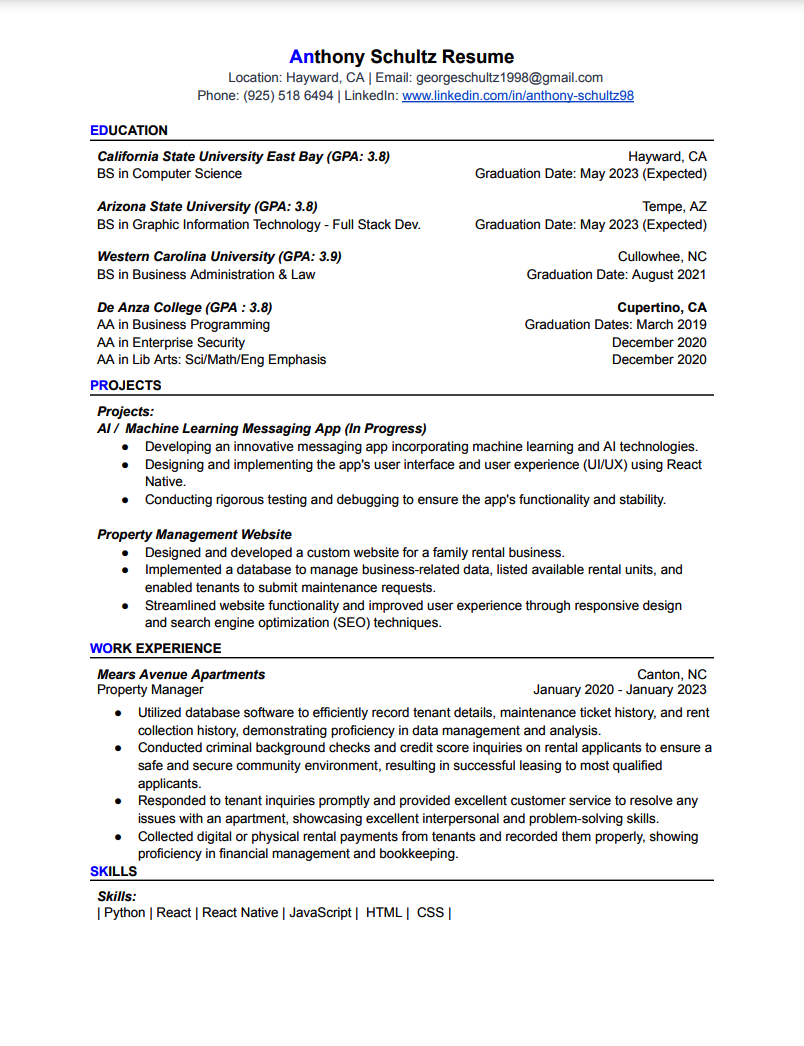 Anthony Schultz Resume
Location: Hayward, CA | Email: georgeschultz1998@gmail.com
Phone: (925) 518 6494 | LinkedIn: www.linkedin.com/in/anthony-schultz98
EDUCATION
California State University East Bay (GPA: 3.8) Hayward, CA
BS in Computer Science Graduation Date: May 2023 (Expected)
Arizona State University (GPA: 3.8) Tempe, AZ
BS in Graphic Information Technology - Full Stack Dev. Graduation Date: May 2023 (Expected)
Western Carolina University (GPA: 3.9) Cullowhee, NC
BS in Business Administration & Law Graduation Date: August 2021
De Anza College (GPA : 3.8) Cupertino, CA
AA in Business Programming Graduation Dates: March 2019
AA in Enterprise Security December 2020
AA in Lib Arts: Sci/Math/Eng Emphasis December 2020
PROJECTS
Projects:
AI / Machine Learning Messaging App (In Progress)
● Developing an innovative messaging app incorporating machine learning and AI technologies.
● Designing and implementing the app's user interface and user experience (UI/UX) using React
Native.
● Conducting rigorous testing and debugging to ensure the app's functionality and stability.
Property Management Website
● Designed and developed a custom website for a family rental business.
● Implemented a database to manage business-related data, listed available rental units, and
enabled tenants to submit maintenance requests.
● Streamlined website functionality and improved user experience through responsive design
and search engine optimization (SEO) techniques.
WORK EXPERIENCE
Mears Avenue Apartments Canton, NC
Property Manager January 2020 - January 2023
● Utilized database software to efficiently record tenant details, maintenance ticket history, and rent
collection history, demonstrating proficiency in data management and analysis.
● Conducted criminal background checks and credit score inquiries on rental applicants to ensure a
safe and secure community environment, resulting in successful leasing to most qualified
applicants.
● Responded to tenant inquiries promptly and provided excellent customer service to resolve any
issues with an apartment, showcasing excellent interpersonal and problem-solving skills.
● Collected digital or physical rental payments from tenants and recorded them properly, showing
proficiency in financial management and bookkeeping.
SKILLS
Skills:
| Python | React | React Native | JavaScript | HTML | CSS |